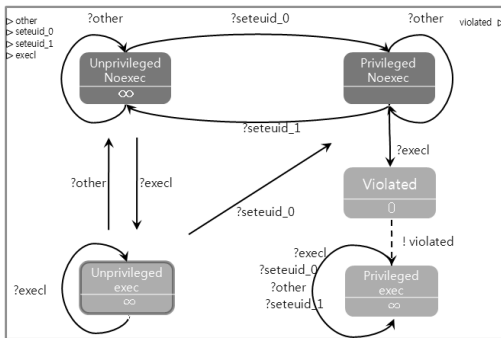 ▷ other
▷ seteuid_0
▷ seteuid_1
▷ execl
violated ▷
?other
?seteuid_0
?other
Unprivileged
Noexec
∞
Privileged
Noexec
∞
?seteuid_1
?other
?execl
?execl
Violated
0
?seteuid_0
! violated
Unprivileged
exec
∞
?execl
?execl
?seteuid_0
?other
?seteuid_1
Privileged
exec
∞